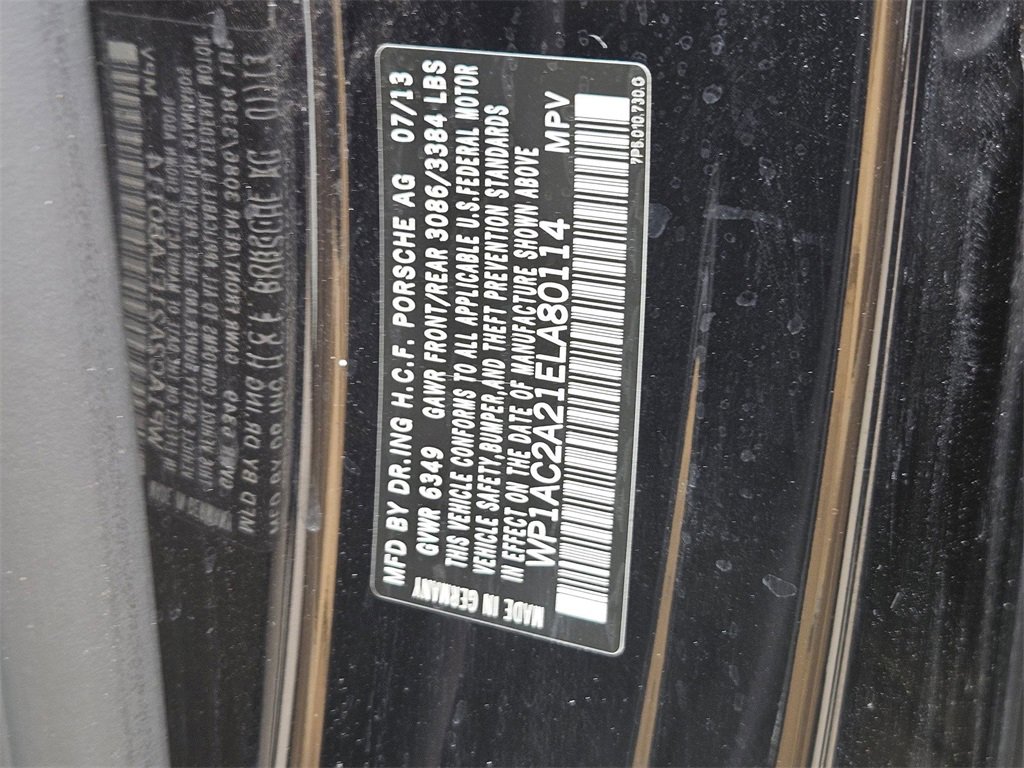 MFD BY DR.ING H.C.F. PORSCHE AG 07/13
GVWR 6349 GAWR FRONT/REAR 3086/3384 LBS
THIS VEHICLE CONFORMS TO ALL APPLICABLE U.S.FEDERAL MOTOR
VEHICLE SAFETY,BUMPER,AND THEFT PREVENTION STANDARDS
IN EFFECT ON THE DATE OF MANUFACTURE SHOWN ABOVE
WP1AC2A21ELA80114 MPV
MADE IN GERMANY
7P5.010.730.G